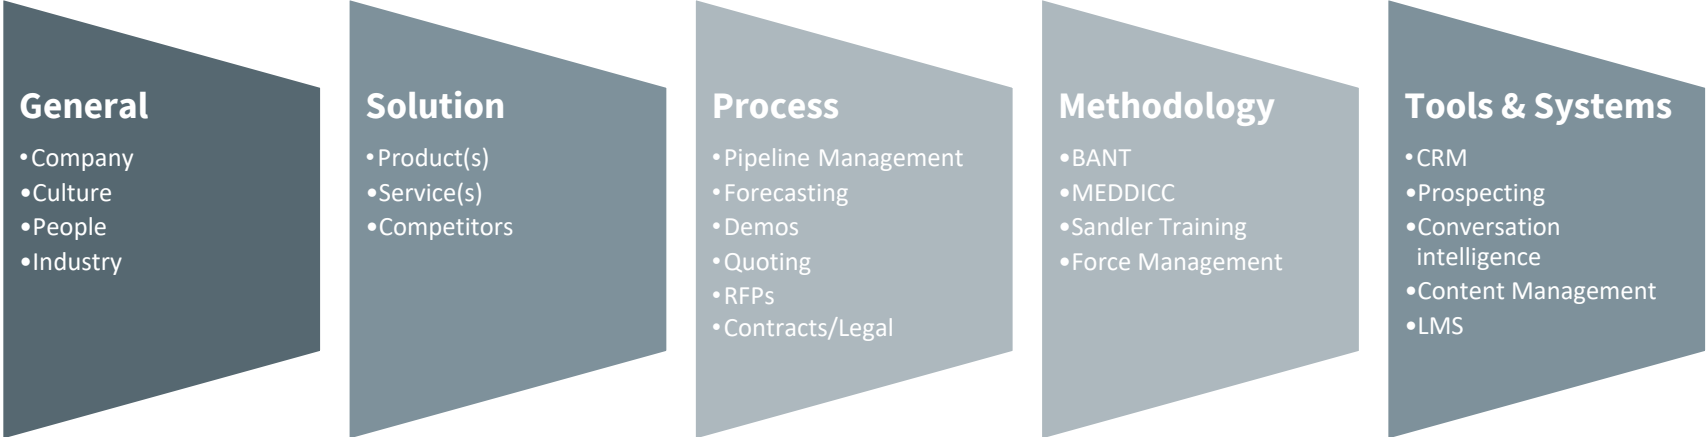 General
•Company
•Culture
•People
•Industry
Solution
•Product(s)
•Service(s)
•Competitors
Process
•Pipeline Management
•Forecasting
•Demos
•Quoting
•RFPs
•Contracts/Legal
Methodology
•BANT
•MEDDICC
•Sandler Training
•Force Management
Tools & Systems
•CRM
•Prospecting
•Conversation
intelligence
•Content Management
•LMS